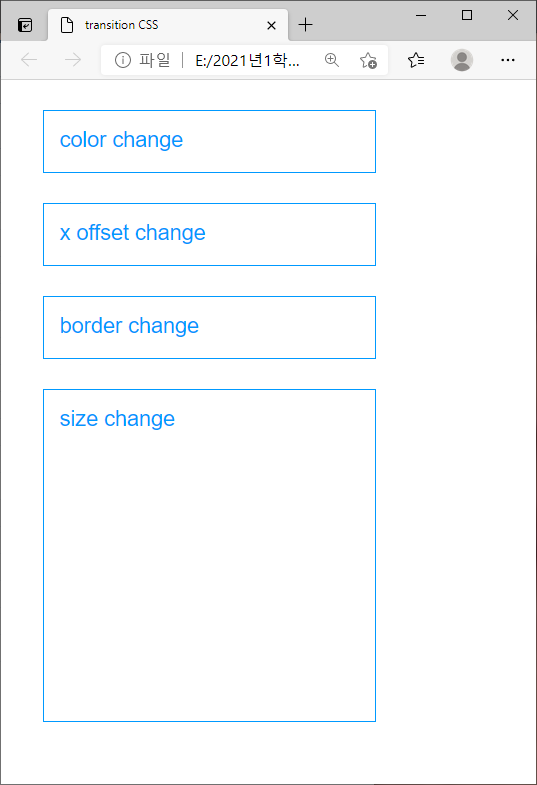 transition CSS
파일 E:/2021년1학...
color change
x offset change
border change
size change